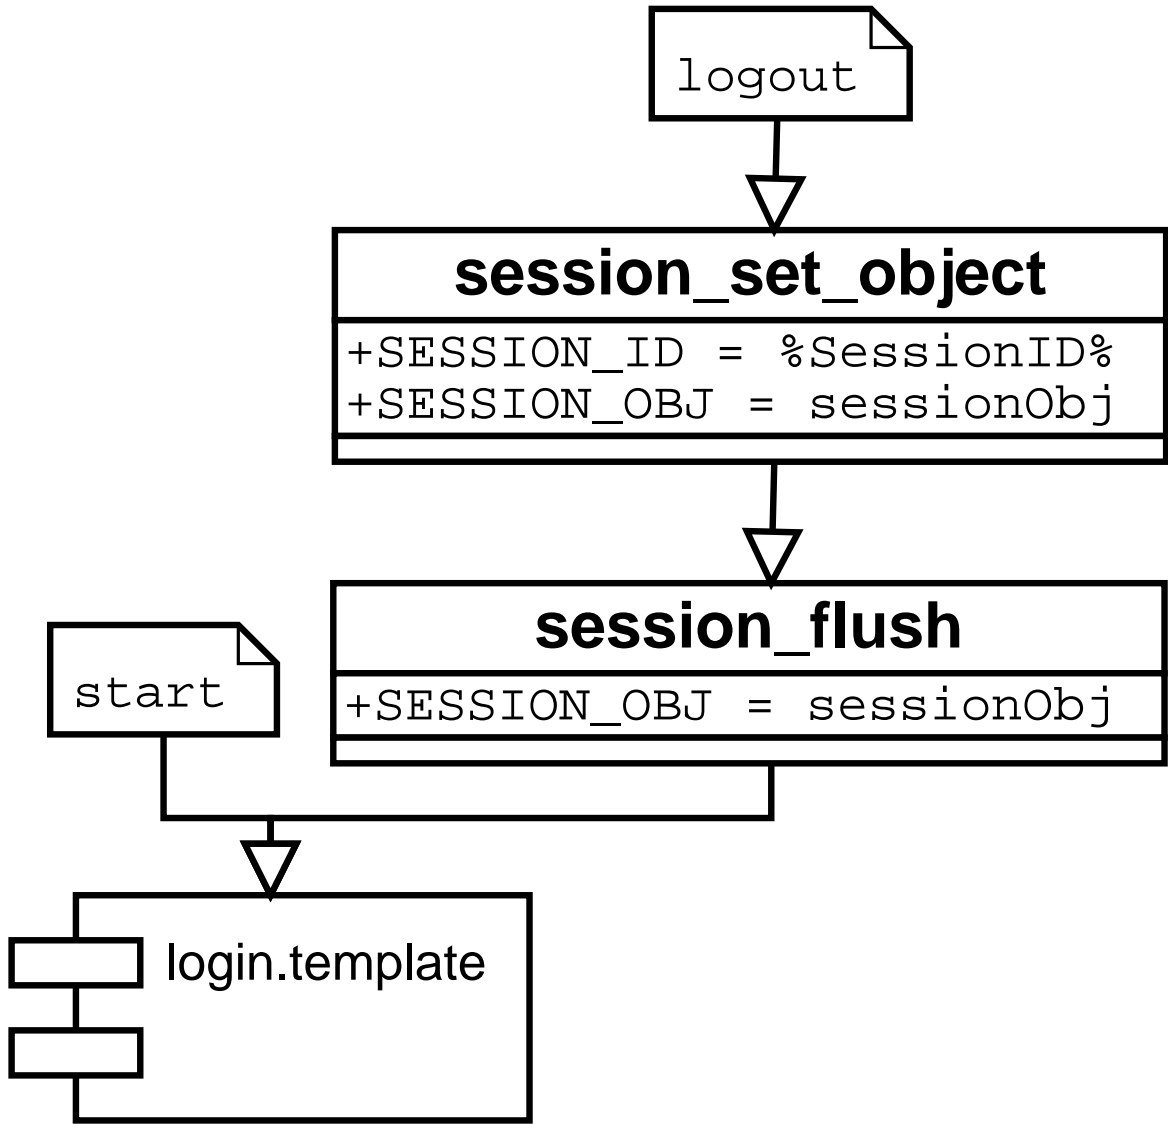 logout
session_set_object
+SESSION_ID = %SessionID%
+SESSION_OBJ = sessionObj
session_flush
+SESSION_OBJ = sessionObj
start
login.template